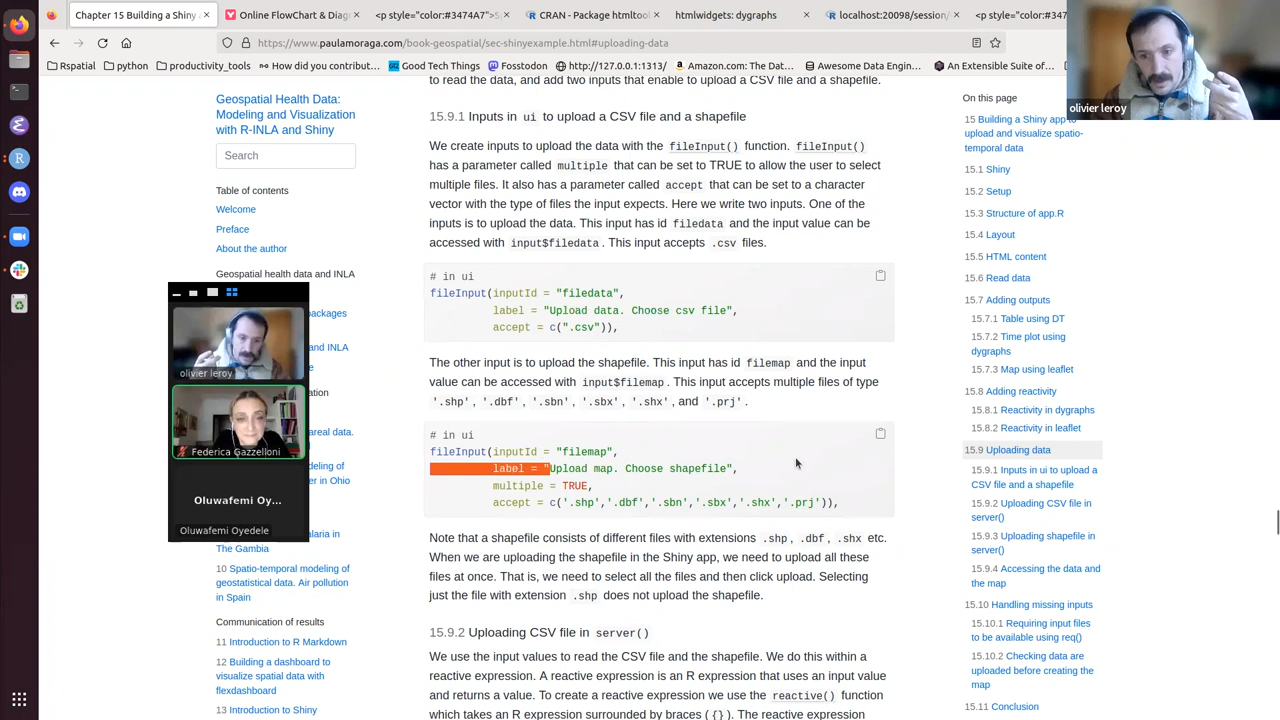 Chapter 15 Building a Shiny
Online FlowChart & Dia
<p style="color:#3474A7">S
CRAN - Package htmltoo
htmlwidgets: dygraphs
localhost:20098/session/
<p style="color:#3
https://www.paulamoraga.com/book-geospatial/sec-shinyexample.html#uploading-data
Rspatial
python
productivity_tools
How did you contribut…
Good Tech Things
Fosstodon
http://127.0.0.1:1313/
Amazon.com: The Dat…
Awesome Data Engin…
An Extensible Suite of…
olivier leroy
Geospatial Health Data:
Modeling and Visualization
with R-INLA and Shiny
Search
Table of contents
Welcome
Preface
About the author
Geospatial health data and INLA
packages
LA and INLA
olivier leroy
Federica Gazzelloni
Oluwafemi Oy...
Oluwafemi Oyedele
areal data.
The Gambia
10 Spatio-temporal modeling of
geostatistical data. Air pollution
in Spain
Communication of results
11 Introduction to R Markdown
12 Building a dashboard to
visualize spatial data with
flexdashboard
13 Introduction to Shiny
to read the data, and add two inputs that enable to upload a CSV file and a shapefile.
15.9.1 Inputs in ui to upload a CSV file and a shapefile
We create inputs to upload the data with the fileInput() function. fileInput()
has a parameter called multiple that can be set to TRUE to allow the user to select
multiple files. It also has a parameter called accept that can be set to a character
vector with the type of files the input expects. Here we write two inputs. One of the
inputs is to upload the data. This input has id filedata and the input value can be
accessed with input$filedata. This input accepts .csv files.
# in ui
fileInput(inputId = "filedata",
label = "Upload data. Choose csv file",
accept = c(".csv")),
The other input is to upload the shapefile. This input has id filemap and the input
value can be accessed with input$filemap. This input accepts multiple files of type
'.shp', '.dbf', '.sbn', '.sbx', '.shx', and '.prj'.
# in ui
fileInput(inputId = "filemap",
label = "Upload map. Choose shapefile",
multiple = TRUE,
accept = c('.shp','.dbf','.sbn','.sbx','.shx','.prj')),
Note that a shapefile consists of different files with extensions .shp, .dbf, .shx etc.
When we are uploading the shapefile in the Shiny app, we need to upload all these
files at once. That is, we need to select all the files and then click upload. Selecting
just the file with extension .shp does not upload the shapefile.
15.9.2 Uploading CSV file in server()
We use the input values to read the CSV file and the shapefile. We do this within a
reactive expression. A reactive expression is an R expression that uses an input value
and returns a value. To create a reactive expression we use the reactive() function
which takes an R expression surrounded by braces ({}). The reactive expression
On this page
15 Building a Shiny app to
upload and visualize spatio-
temporal data
15.1 Shiny
15.2 Setup
15.3 Structure of app.R
15.4 Layout
15.5 HTML content
15.6 Read data
15.7 Adding outputs
15.7.1 Table using DT
15.7.2 Time plot using
dygraphs
15.7.3 Map using leaflet
15.8 Adding reactivity
15.8.1 Reactivity in dygraphs
15.8.2 Reactivity in leaflet
15.9 Uploading data
15.9.1 Inputs in ui to upload a
CSV file and a shapefile
15.9.2 Uploading CSV file in
server()
15.9.3 Uploading shapefile in
server()
15.9.4 Accessing the data and
the map
15.10 Handling missing inputs
15.10.1 Requiring input files
to be available using req()
15.10.2 Checking data are
uploaded before creating the
map
15.11 Conclusion